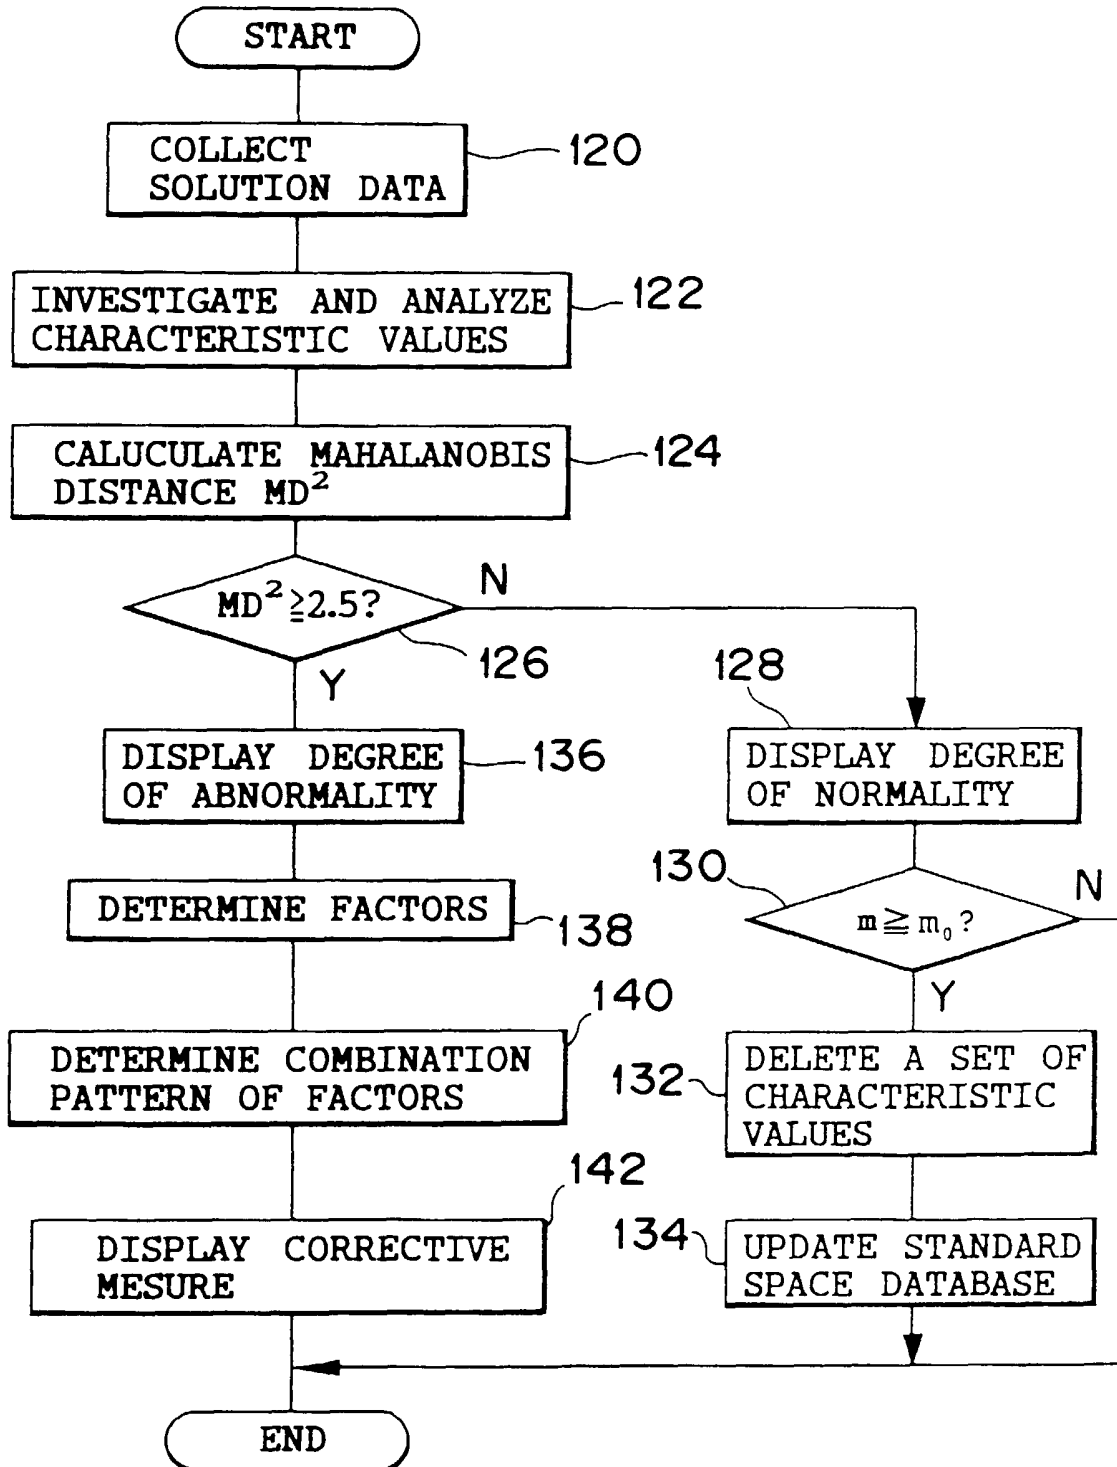 START
COLLECT
SOLUTION DATA
120
INVESTIGATE AND ANALYZE
CHARACTERISTIC VALUES
122
CALUCULATE MAHALANOBIS
DISTANCE MD²
124
MD² ≧2.5?
N
126
Y
128
DISPLAY DEGREE
OF ABNORMALITY
136
DISPLAY DEGREE
OF NORMALITY
130
N
DETERMINE FACTORS
138
m ≧ m₀ ?
Y
140
DETERMINE COMBINATION
PATTERN OF FACTORS
132
DELETE A SET OF
CHARACTERISTIC
VALUES
142
DISPLAY CORRECTIVE
MESURE
134
UPDATE STANDARD
SPACE DATABASE
END